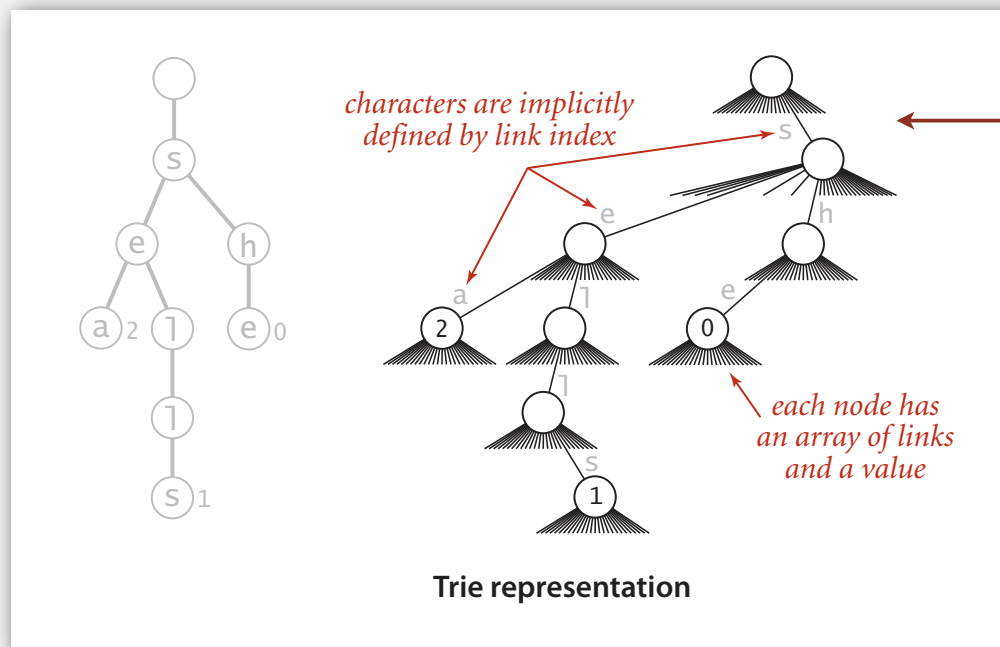 characters are implicitly
defined by link index
s
s
e
h
e
h
e
a
l
e
a 2
l
e 0
2
0
l
l
each node has
an array of links
and a value
s
s 1
1
Trie representation